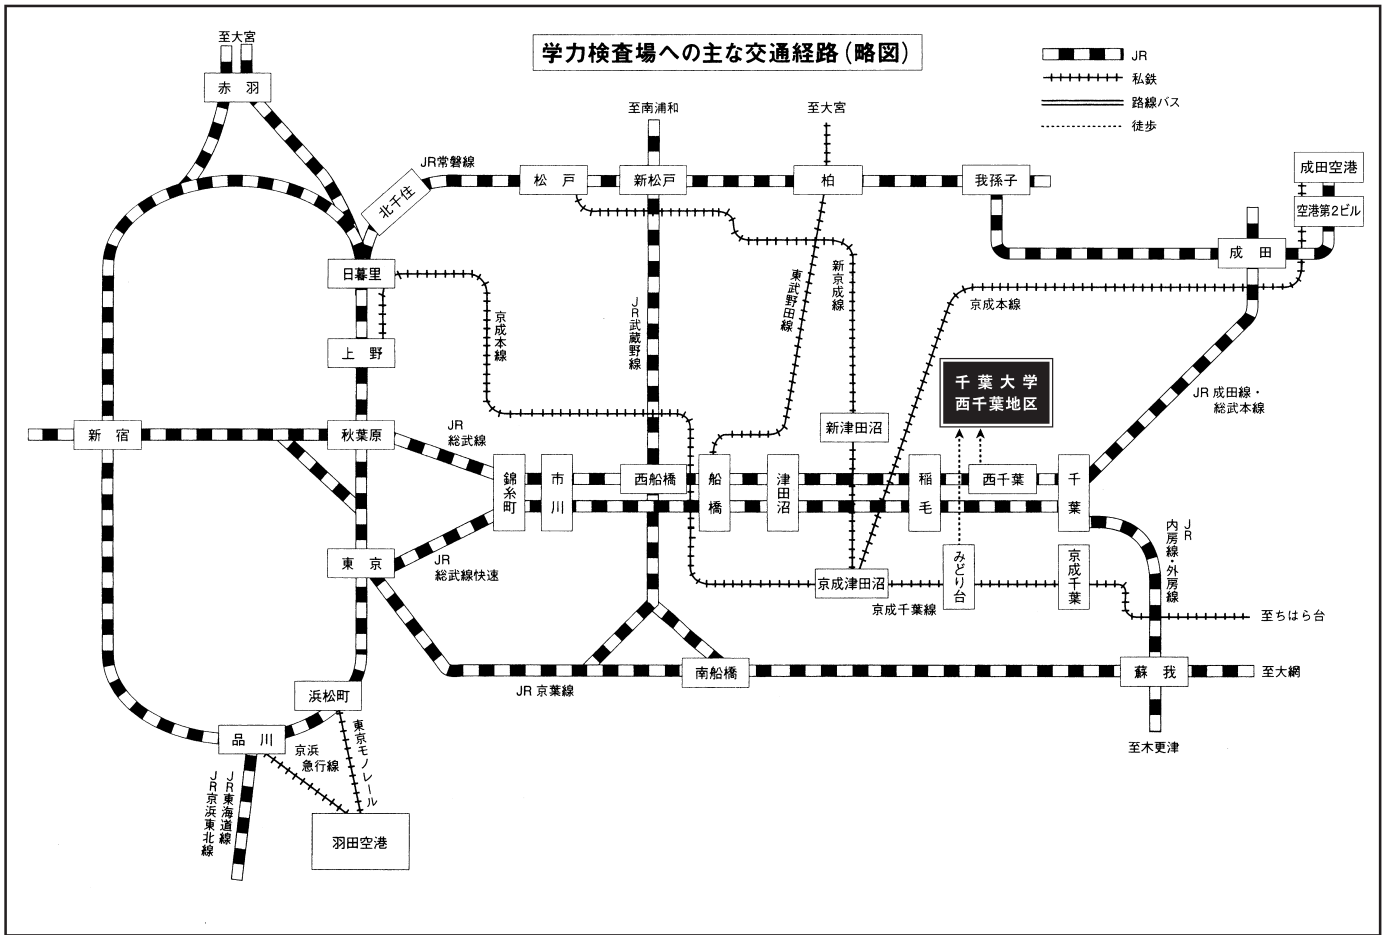 学力検査場への主な交通経路(略図)
JR
私鉄
路線バス
徒歩
至大宮
赤羽
至南浦和
至大宮
JR常磐線
北千住
松戸
新松戸
柏
我孫子
成田空港
空港第2ビル
成田
日暮里
京成本線
JR武蔵野線
東武野田線
新京成線
京成本線
上野
千葉大学
西千葉地区
JR成田線・
総武本線
新宿
秋葉原
JR
総武線
新津田沼
錦糸町
市川
西船橋
船橋
津田沼
稲毛
西千葉
千葉
東京
JR
総武線快速
京成津田沼
京成千葉線
みどり台
京成千葉
JR
内房線・外房線
至ちはら台
JR京葉線
南船橋
蘇我
至大網
至木更津
浜松町
品川
京浜
急行線
東京モノレール
JR東海道線
JR京浜東北線
羽田空港